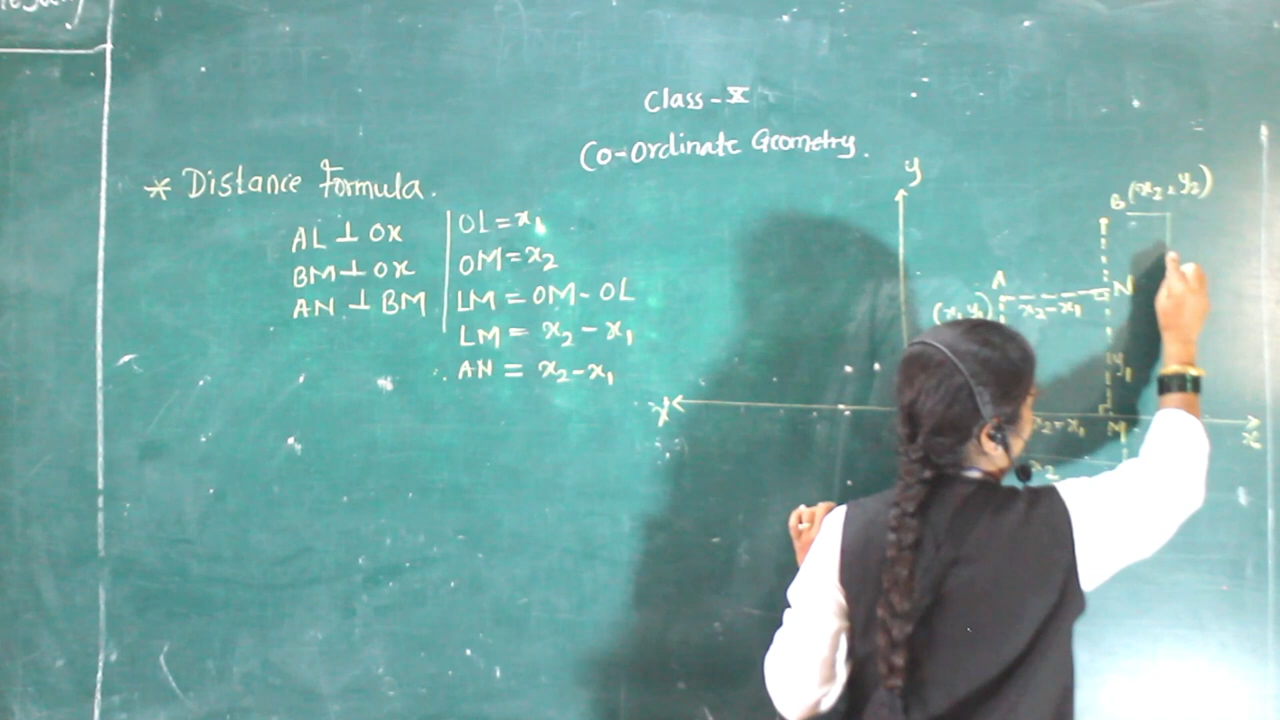 Class - X
Co-ordinate Geometry.
* Distance Formula.
AL ⊥ OX
BM ⊥ OX
AN ⊥ BM
OL = x₁
OM = x₂
LM = OM - OL
LM = x₂ - x₁
∴ AN = x₂ - x₁
y
B (x₂, y₂)
A
N
(x₁, y₁)
x₂ - x₁
y₁
x'
x₂ - x₁
M
x
x₂